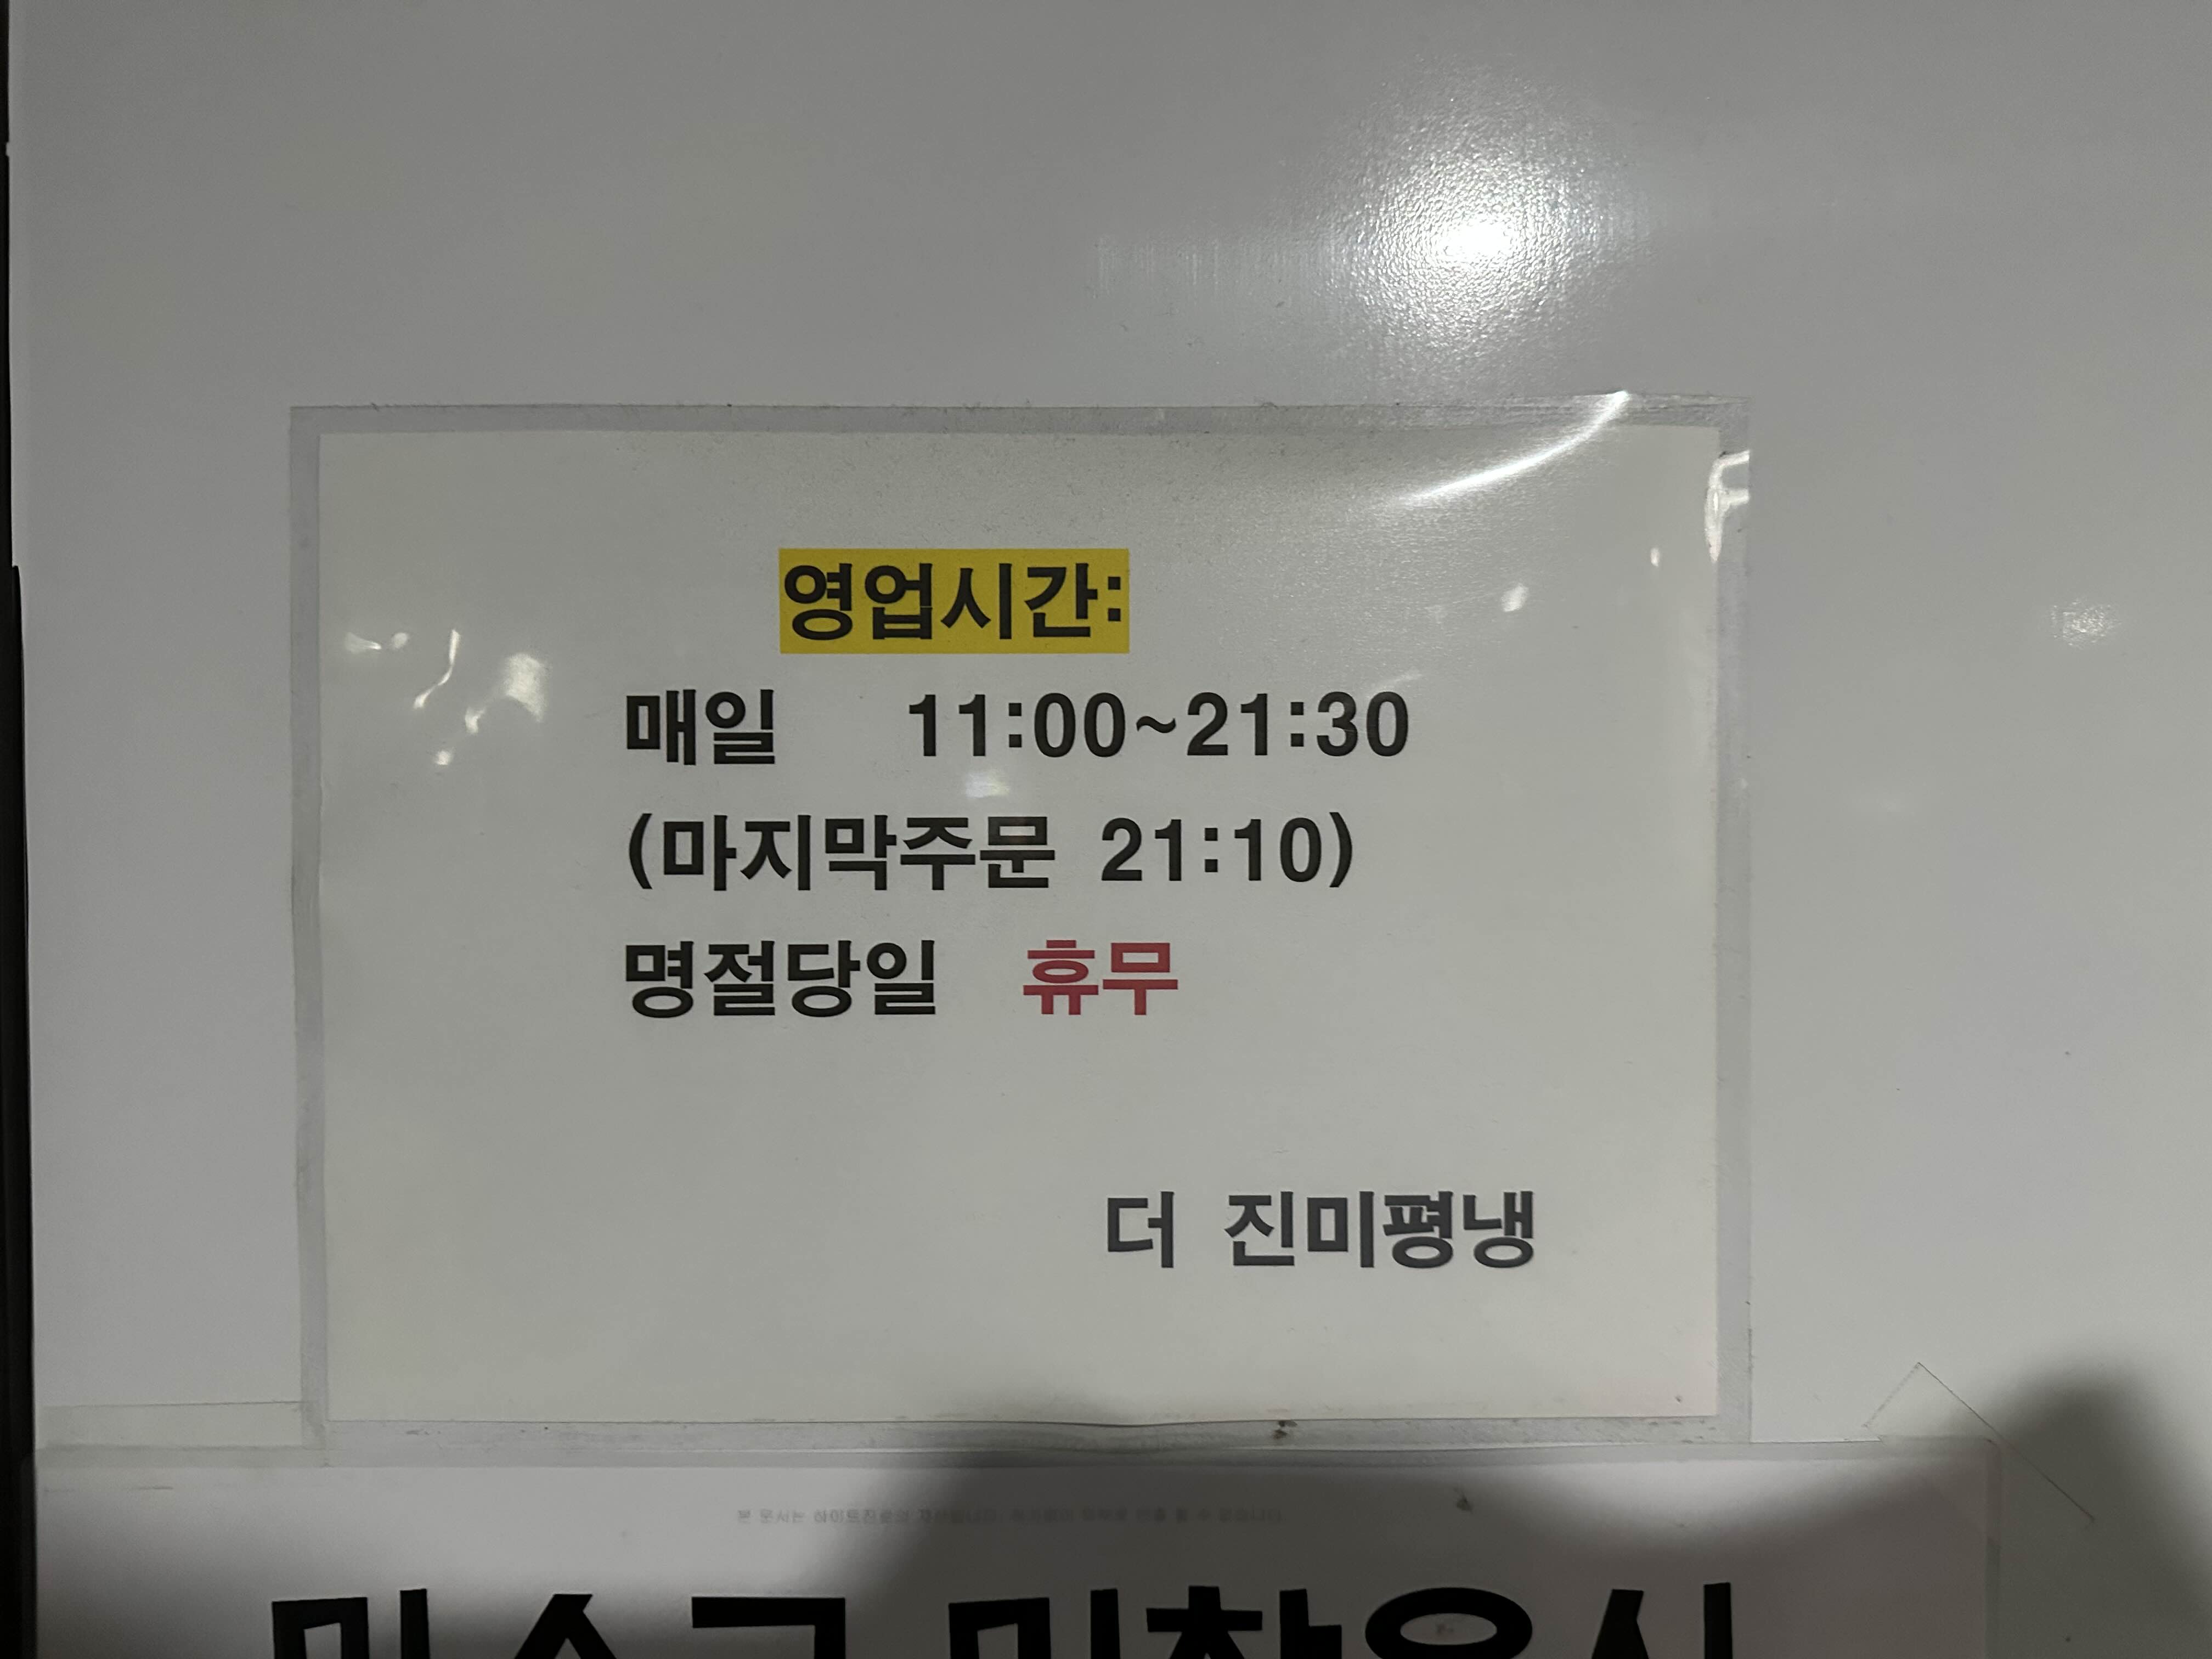 영업시간:
매일 11:00~21:30
(마지막주문 21:10)
명절당일 휴무
더 진미평냉